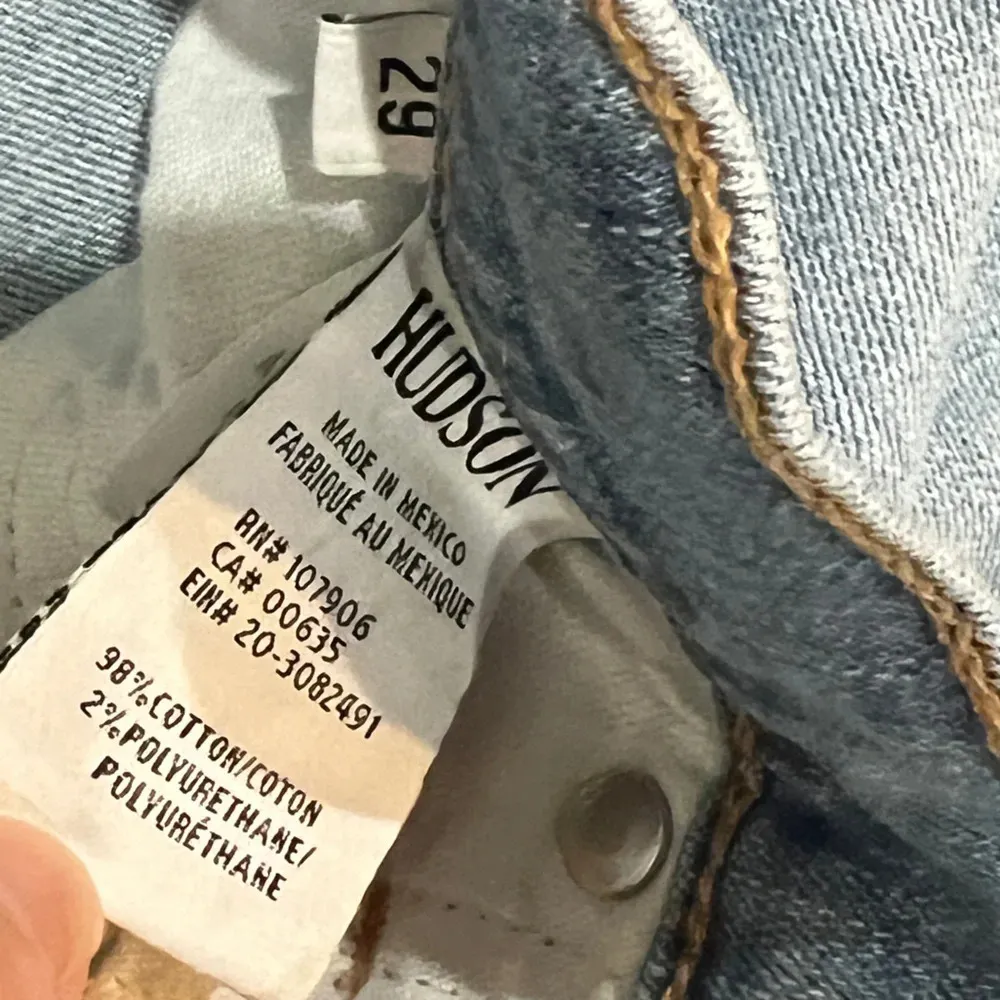 29
HUDSON
MADE IN MEXICO
FABRIQUÉ AU MEXIQUE
RN# 107906
CA# 00635
EIN# 20-3082491
98%COTTON/COTON
2%POLYURETHANE/
POLYURÉTHANE